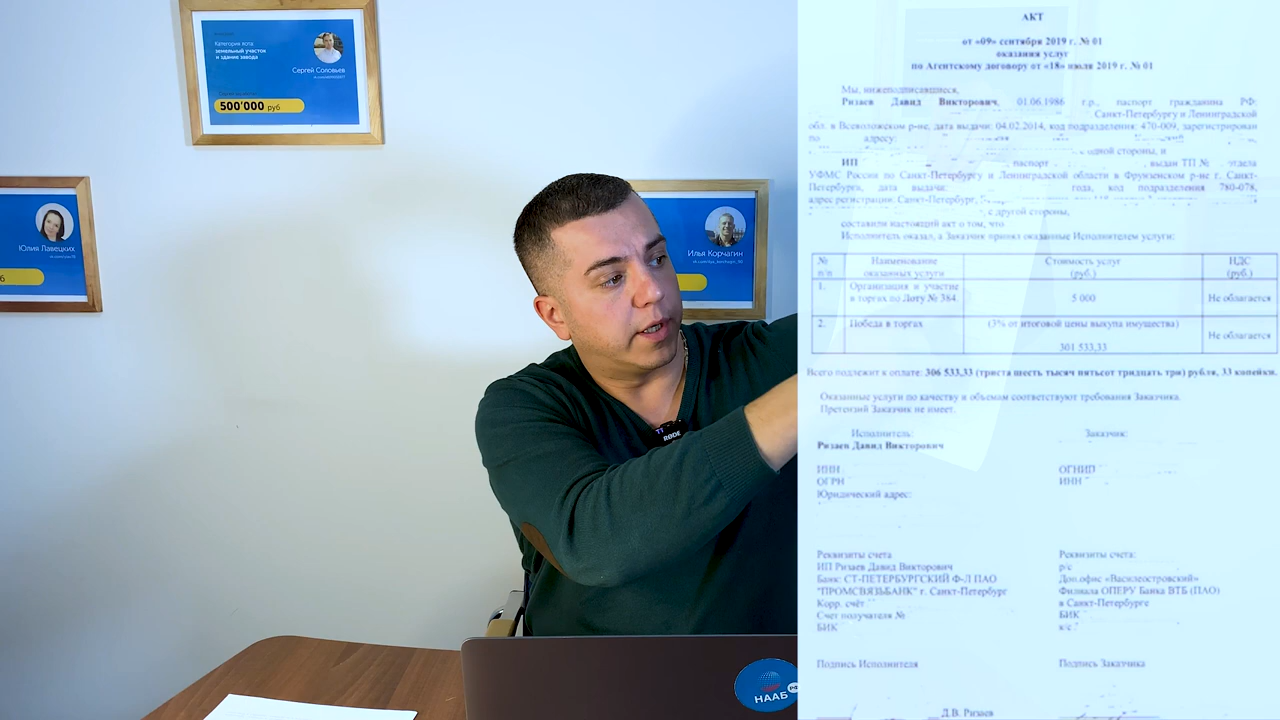 Категория лота:
земельный участок
и здание завода
Сергей Соловьев
500'000 руб
Юлия Лавецких
Илья Корчагин
RØDE
НААБ.РФ
АКТ
от «09» сентября 2019 г. № 01
оказания услуг
по Агентскому договору от «18» июля 2019 г. № 01
Мы, нижеподписавшиеся,
Ризаев Давид Викторович, 01.06.1986 г.р., паспорт гражданина РФ:
Санкт-Петербургу и Ленинградской
обл. в Всеволожском р-не, дата выдачи: 04.02.2014, код подразделения: 470-009, зарегистрирован
по адресу:
одной стороны, и
ИП паспорт , выдан ТП № отдела
УФМС России по Санкт-Петербургу и Ленинградской области в Фрунзенском р-не г. Санкт-
Петербурга, дата выдачи: года, код подразделения 780-078,
адрес регистрации: Санкт-Петербург,
, с другой стороны,
составили настоящий акт о том, что
Исполнитель оказал, а Заказчик принял оказанные Исполнителем услуги:
№ п/п
Наименование оказанных услуги
Стоимость услуг (руб.)
НДС (руб.)
1.
Организация и участие в торгах по Лоту № 384.
5 000
Не облагается
2.
Победа в торгах
(3% от итоговой цены выкупа имущества)
301 533,33
Не облагается
Всего подлежит к оплате: 306 533,33 (триста шесть тысяч пятьсот тридцать три) рубля, 33 копейки.
Оказанные услуги по качеству и объемам соответствуют требования Заказчика.
Претензий Заказчик не имеет.
Исполнитель:
Ризаев Давид Викторович
ИНН
ОГРН
Юридический адрес:
Заказчик:
ОГНИП
ИНН
Реквизиты счета
ИП Ризаев Давид Викторович
Банк: СТ-ПЕТЕРБУРГСКИЙ Ф-Л ПАО
"ПРОМСВЯЗЬБАНК" г. Санкт-Петербург
Корр. счёт
Счет получателя №
БИК
Реквизиты счета:
р/с
Доп.офис «Василеостровский»
Филиала ОПЕРУ Банка ВТБ (ПАО)
в Санкт-Петербурге
БИК
к/с
Подпись Исполнителя
Подпись Заказчика
Д.В. Ризаев